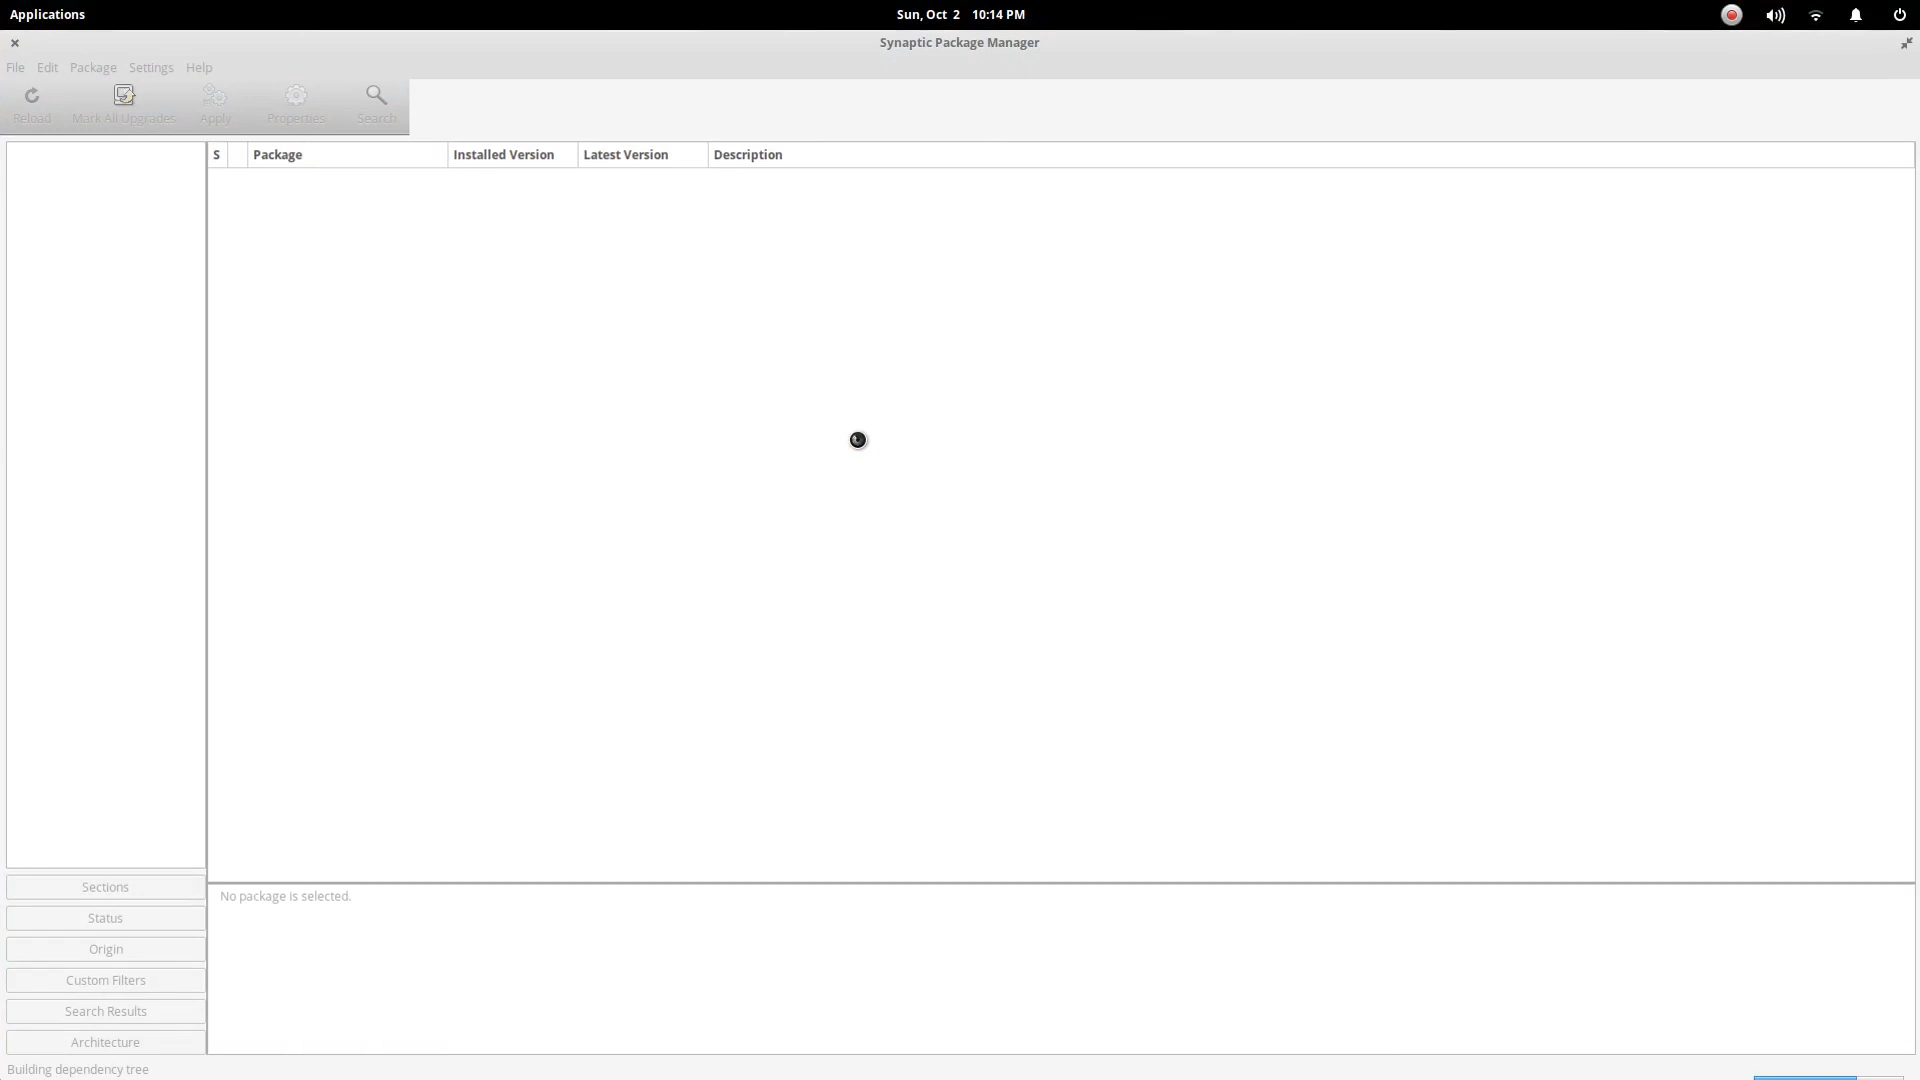 Applications
Sun, Oct 2 10:14 PM
Synaptic Package Manager
File Edit Package Settings Help
Reload Mark All Upgrades Apply Properties Search
S Package Installed Version Latest Version Description
No package is selected.
Sections
Status
Origin
Custom Filters
Search Results
Architecture
Building dependency tree